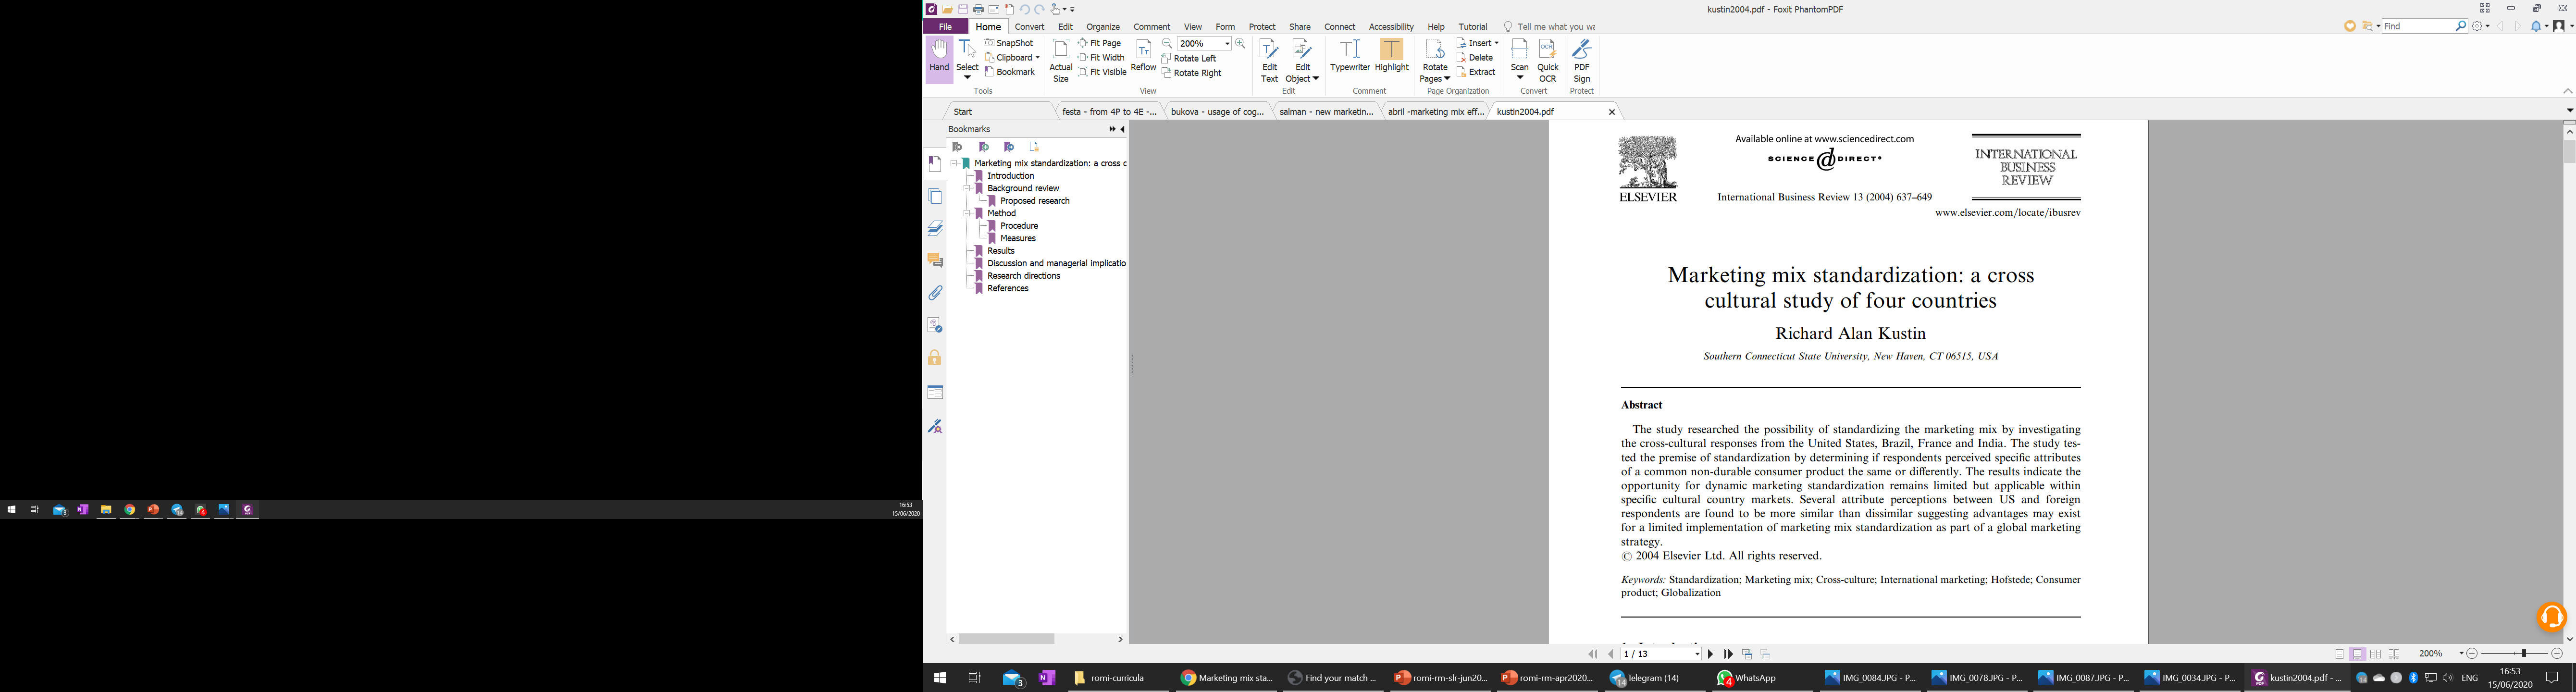 kustin2004.pdf - Foxit PhantomPDF
File Home Convert Edit Organize Comment View Form Protect Share Connect Accessibility Help Tutorial Tell me what you wa
Find
Hand
Select
SnapShot
Clipboard
Bookmark
Tools
Actual
Size
Fit Page
Fit Width
Fit Visible
Reflow
200%
Rotate Left
Rotate Right
View
Edit
Text
Edit
Object
Edit
Typewriter
Highlight
Comment
Rotate
Pages
Insert
Delete
Extract
Page Organization
Scan
Quick
OCR
Convert
PDF
Sign
Protect
Start
festa - from 4P to 4E -...
bukova - usage of cog...
salman - new marketin...
abril -marketing mix eff...
kustin2004.pdf
Bookmarks
Marketing mix standardization: a cross c
Introduction
Background review
Proposed research
Method
Procedure
Measures
Results
Discussion and managerial implicatio
Research directions
References
ELSEVIER
Available online at www.sciencedirect.com
SCIENCE DIRECT
International Business Review 13 (2004) 637–649
INTERNATIONAL
BUSINESS
REVIEW
www.elsevier.com/locate/ibusrev
Marketing mix standardization: a cross
cultural study of four countries
Richard Alan Kustin
Southern Connecticut State University, New Haven, CT 06515, USA
Abstract
The study researched the possibility of standardizing the marketing mix by investigating
the cross-cultural responses from the United States, Brazil, France and India. The study tes-
ted the premise of standardization by determining if respondents perceived specific attributes
of a common non-durable consumer product the same or differently. The results indicate the
opportunity for dynamic marketing standardization remains limited but applicable within
specific cultural country markets. Several attribute perceptions between US and foreign
respondents are found to be more similar than dissimilar suggesting advantages may exist
for a limited implementation of marketing mix standardization as part of a global marketing
strategy.
© 2004 Elsevier Ltd. All rights reserved.
Keywords: Standardization; Marketing mix; Cross-culture; International marketing; Hofstede; Consumer
product; Globalization
1 / 13
200%
16:53
15/06/2020
romi-curricula
Marketing mix sta...
Find your match ...
romi-rm-slr-jun20...
romi-rm-apr2020...
Telegram (14)
WhatsApp
IMG_0084.JPG - P...
IMG_0078.JPG - P...
IMG_0087.JPG - P...
IMG_0034.JPG - P...
kustin2004.pdf - ...
ENG
16:53
15/06/2020